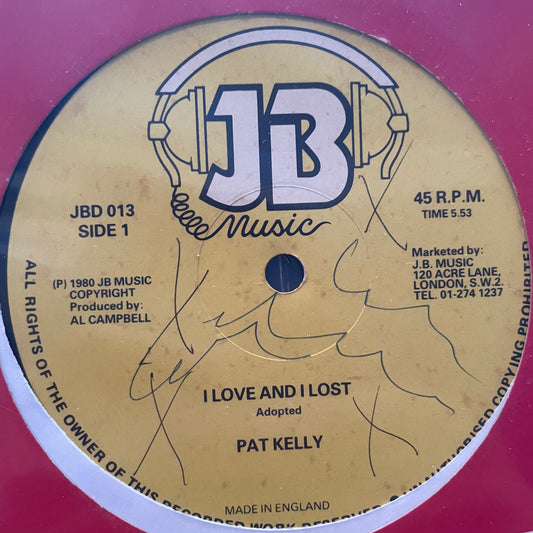 JB
Music
JBD 013
SIDE 1
45 R.P.M.
TIME 5.53
(P) 1980 JB MUSIC
COPYRIGHT
Produced by:
AL CAMPBELL
Marketed by:
J.B. MUSIC
120 ACRE LANE,
LONDON, S.W.2.
TEL. 01-274 1237
I LOVE AND I LOST
Adopted
PAT KELLY
MADE IN ENGLAND
ALL RIGHTS OF THE OWNER OF THIS RECORDED WORK RESERVED COPYING PROHIBITED